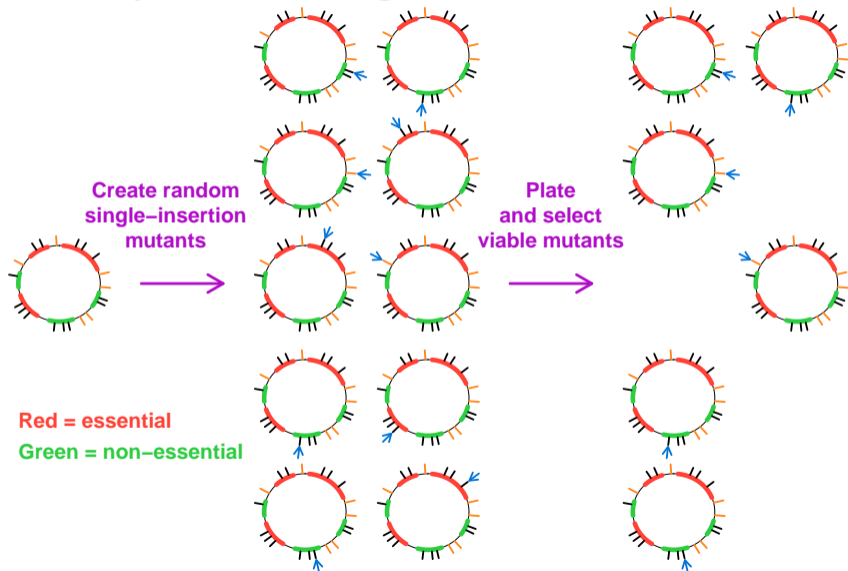 Create random
single−insertion
mutants
Plate
and select
viable mutants
Red = essential
Green = non−essential